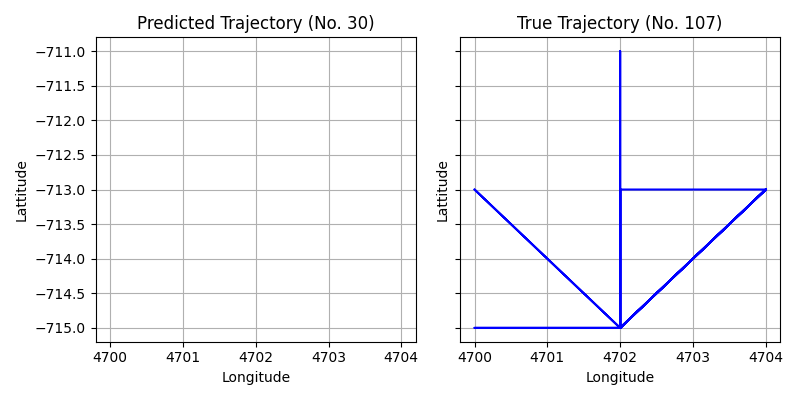 Predicted Trajectory (No. 30)
True Trajectory (No. 107)
−711.0
−711.5
−712.0
−712.5
−713.0
−713.5
−714.0
−714.5
−715.0
Lattitude
Lattitude
4700 4701 4702 4703 4704
4700 4701 4702 4703 4704
Longitude
Longitude